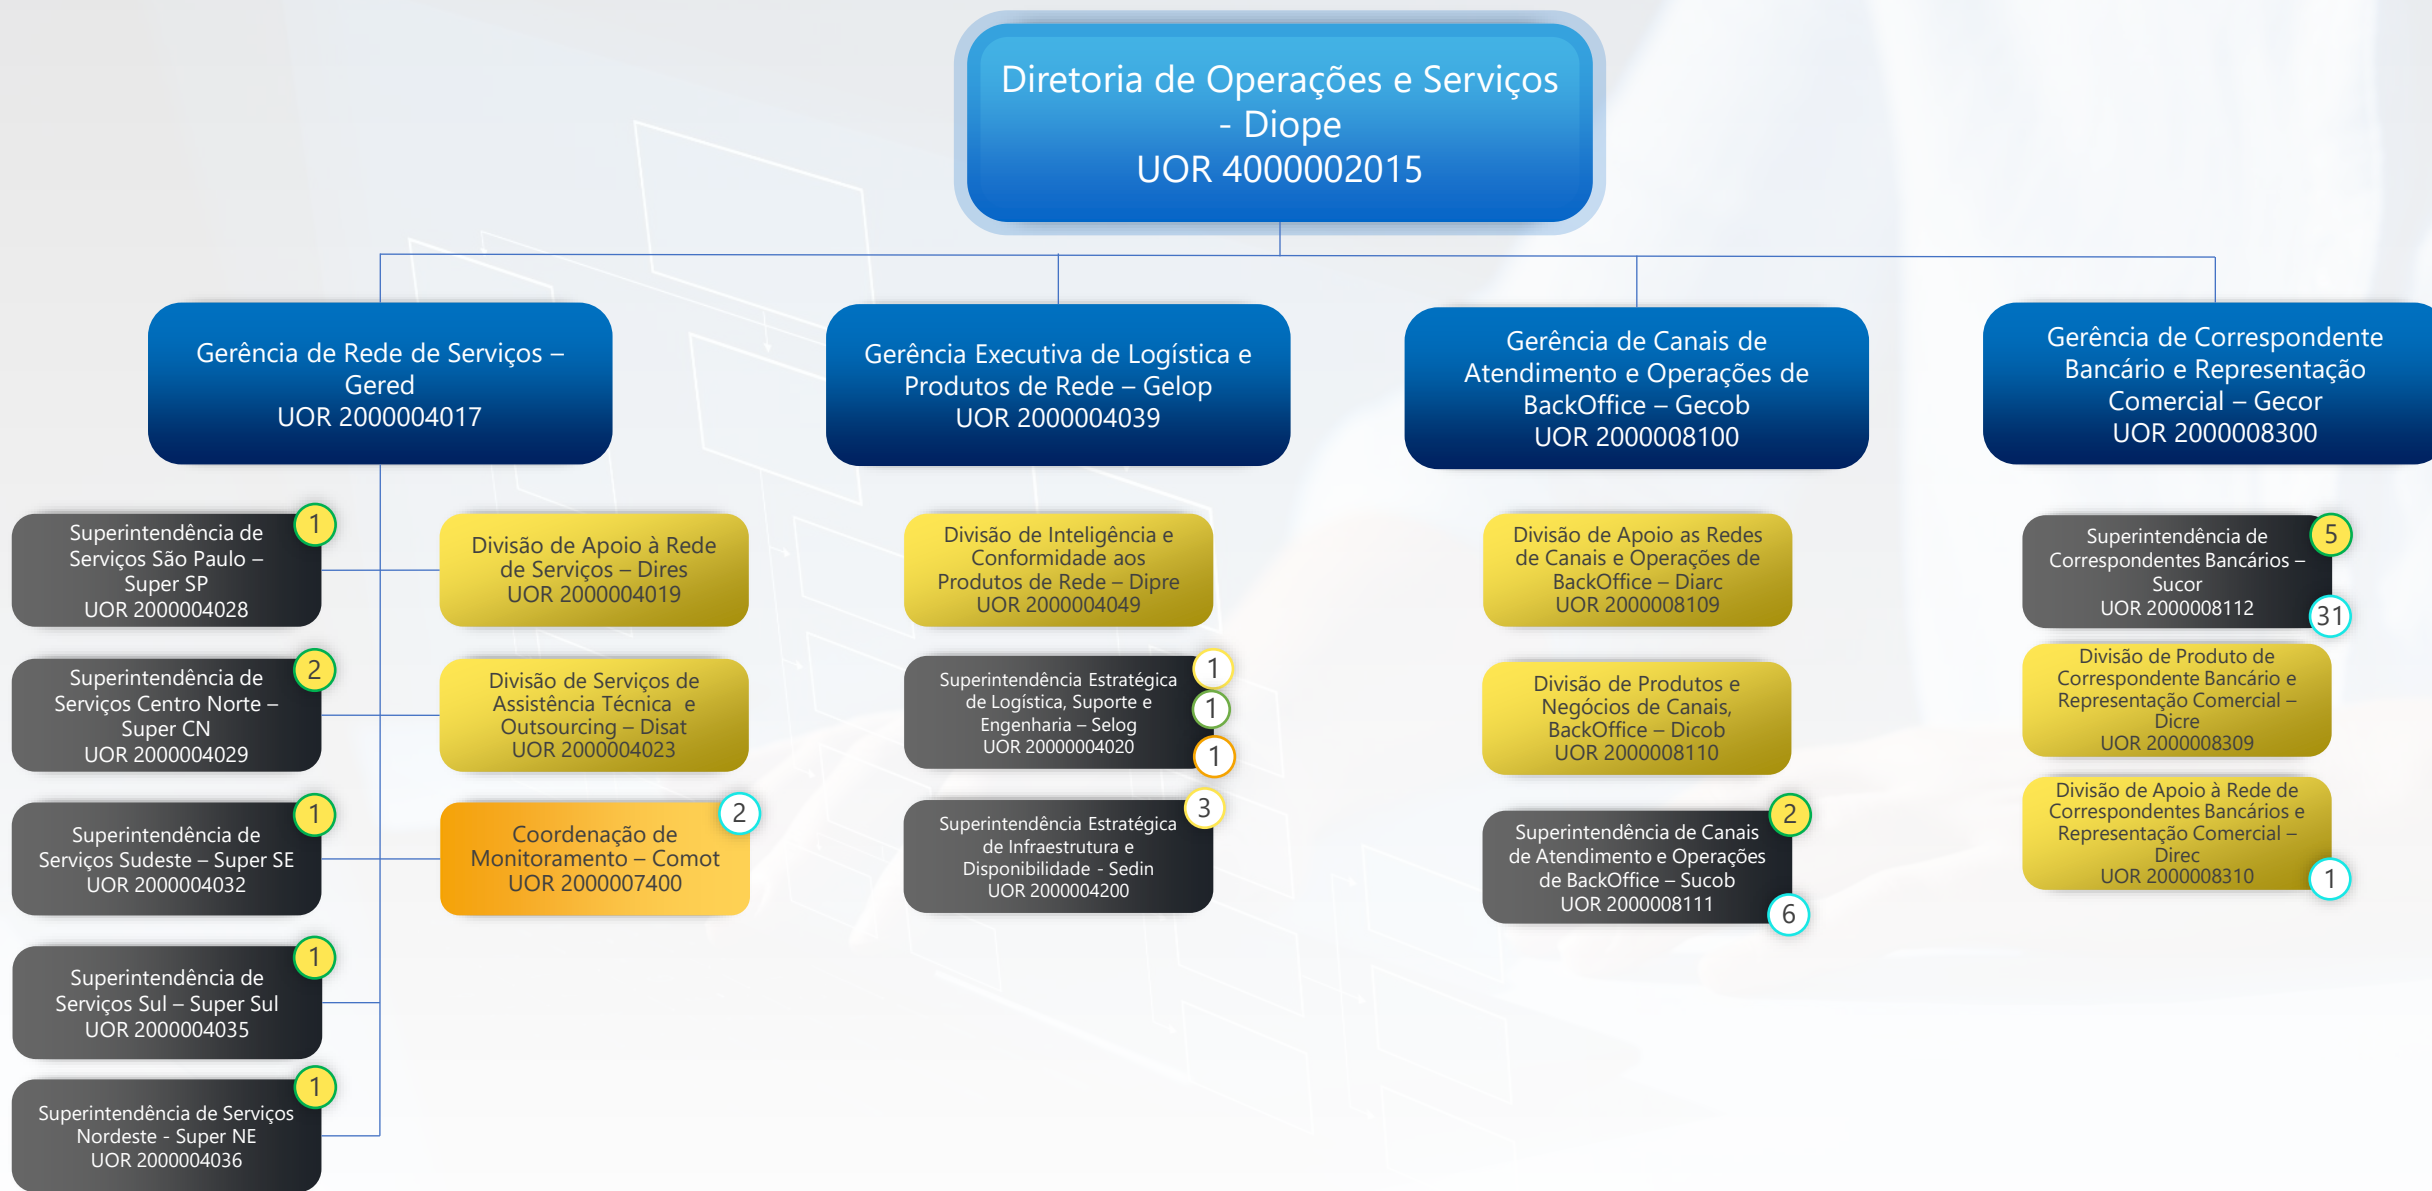 Diretoria de Operações e Serviços
- Diope
UOR 4000002015
Gerência de Rede de Serviços –
Gered
UOR 2000004017
Gerência Executiva de Logística e
Produtos de Rede – Gelop
UOR 2000004039
Gerência de Canais de
Atendimento e Operações de
BackOffice – Gecob
UOR 2000008100
Gerência de Correspondente
Bancário e Representação
Comercial – Gecor
UOR 2000008300
1
Superintendência de
Serviços São Paulo –
Super SP
UOR 2000004028
2
Superintendência de
Serviços Centro Norte –
Super CN
UOR 2000004029
1
Superintendência de
Serviços Sudeste – Super SE
UOR 2000004032
1
Superintendência de
Serviços Sul – Super Sul
UOR 2000004035
1
Superintendência de Serviços
Nordeste - Super NE
UOR 2000004036
Divisão de Apoio à Rede
de Serviços – Dires
UOR 2000004019
Divisão de Serviços de
Assistência Técnica e
Outsourcing – Disat
UOR 2000004023
2
Coordenação de
Monitoramento – Comot
UOR 2000007400
Divisão de Inteligência e
Conformidade aos
Produtos de Rede – Dipre
UOR 2000004049
1
Superintendência Estratégica
de Logística, Suporte e
Engenharia – Selog
UOR 20000004020
1
1
3
Superintendência Estratégica
de Infraestrutura e
Disponibilidade - Sedin
UOR 2000004200
Divisão de Apoio as Redes
de Canais e Operações de
BackOffice – Diarc
UOR 2000008109
Divisão de Produtos e
Negócios de Canais,
BackOffice – Dicob
UOR 2000008110
2
Superintendência de Canais
de Atendimento e Operações
de BackOffice – Sucob
UOR 2000008111
6
5
Superintendência de
Correspondentes Bancários –
Sucor
UOR 2000008112
31
Divisão de Produto de
Correspondente Bancário e
Representação Comercial –
Dicre
UOR 2000008309
Divisão de Apoio à Rede de
Correspondentes Bancários e
Representação Comercial –
Direc
UOR 2000008310
1